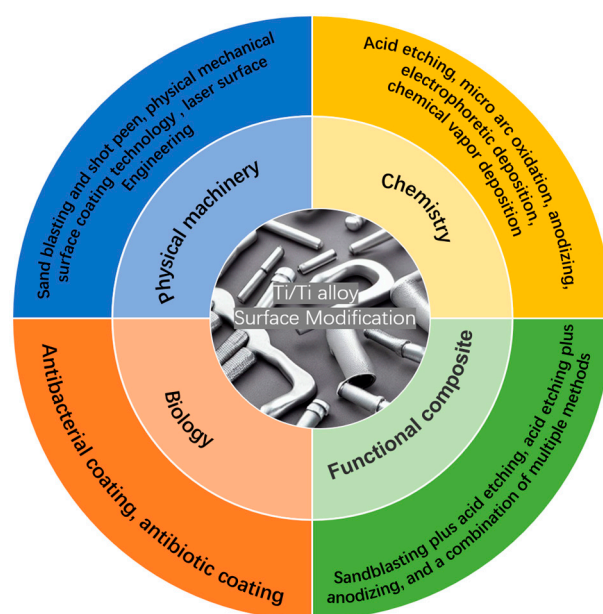 Sand blasting and shot peen, physical mechanical
surface coating technology , laser surface
Engineering
Physical machinery
Acid etching, micro arc oxidation, anodizing,
electrophoretic deposition,
chemical vapor deposition
Chemistry
Ti/Ti alloy
Surface Modification
Biology
Antibacterial coating, antibiotic coating
Functional composite
Sandblasting plus acid etching, acid etching plus
anodizing, and a combination of multiple methods